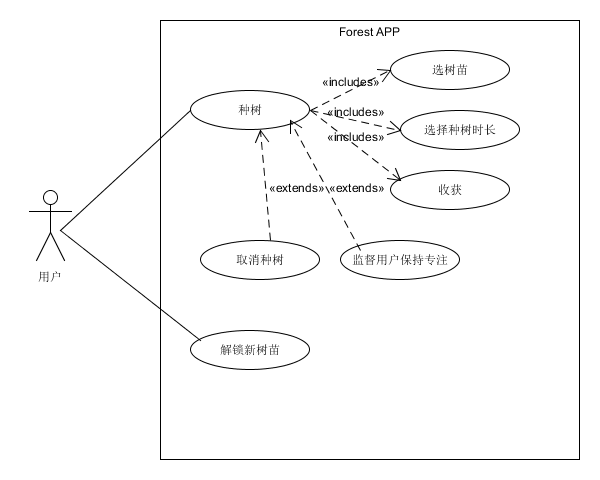 Forest APP
«includes»
选树苗
种树
«includes»
选择种树时长
«includes»
收获
«extends»
«extends»
用户
取消种树
监督用户保持专注
解锁新树苗